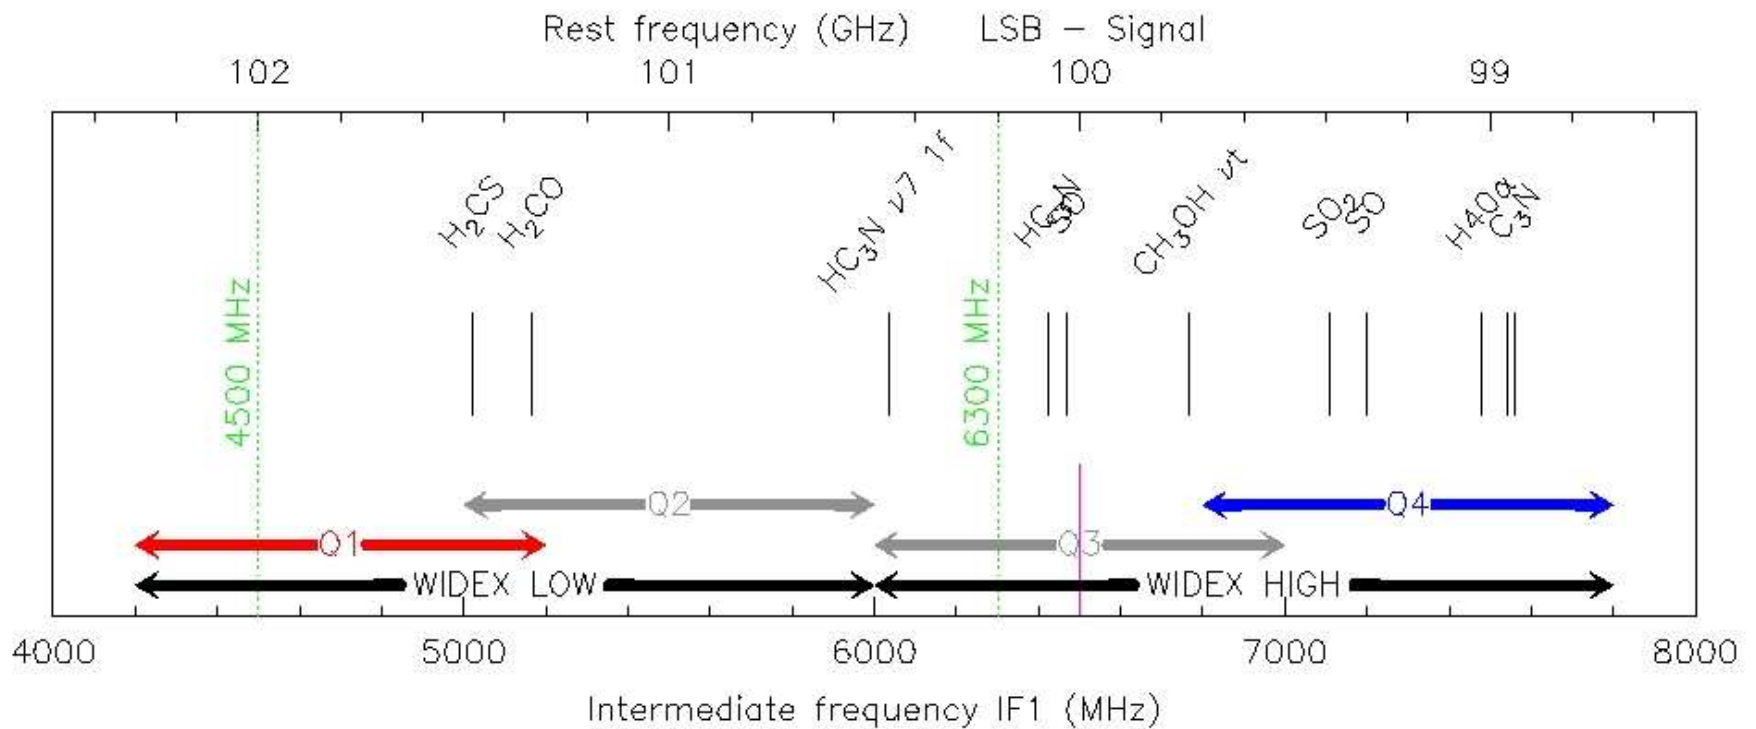 Rest frequency (GHz) LSB – Signal
102 101 100 99
H₂CS
H₂CO
HC₃N ν7 1f
HC₃N
SO
CH₃OH νt
SO₂
SO
H40α
C₃N
4500 MHz
6300 MHz
Q2
Q4
Q1
Q3
WIDEX LOW
WIDEX HIGH
4000 5000 6000 7000 8000
Intermediate frequency IF1 (MHz)